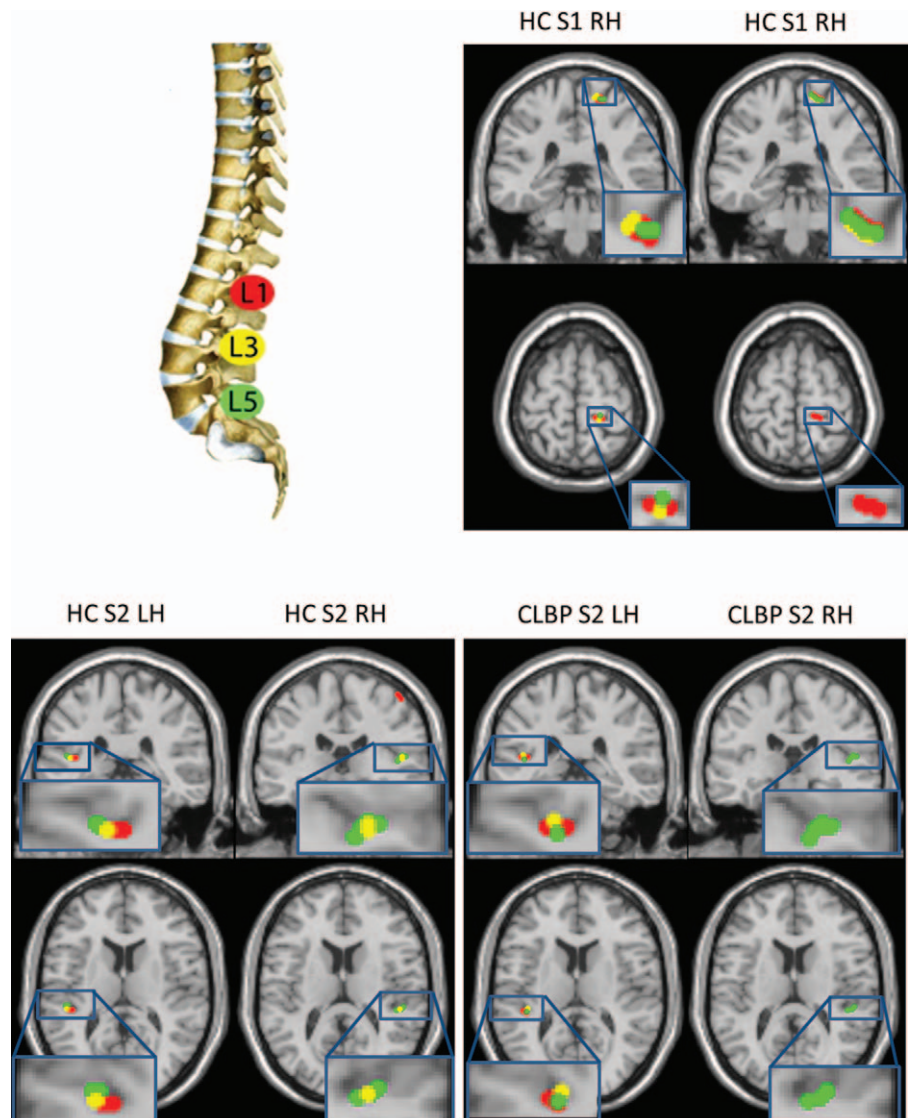 HC S1 RH HC S1 RH
L1
L3
L5
HC S2 LH HC S2 RH CLBP S2 LH CLBP S2 RH